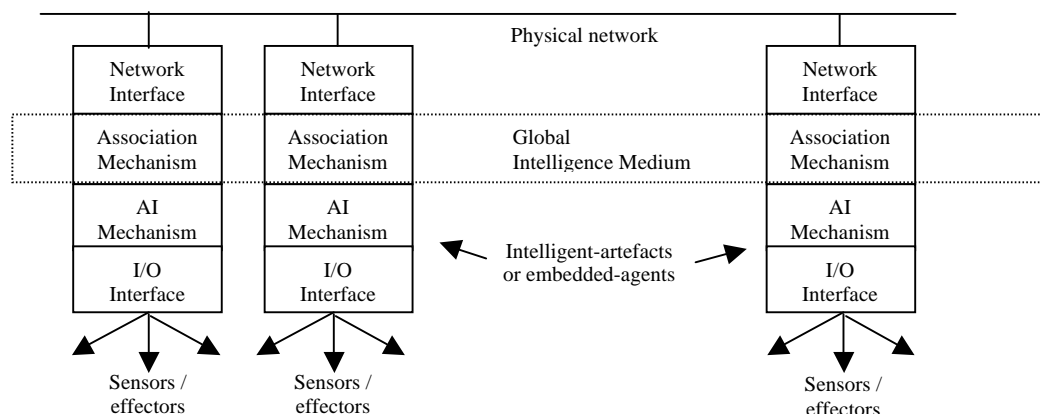 Physical network
Network
Interface
Network
Interface
Network
Interface
Association
Mechanism
Association
Mechanism
Global
Intelligence Medium
Association
Mechanism
AI
Mechanism
AI
Mechanism
Intelligent-artefacts
or embedded-agents
AI
Mechanism
I/O
Interface
I/O
Interface
I/O
Interface
Sensors /
effectors
Sensors /
effectors
Sensors /
effectors